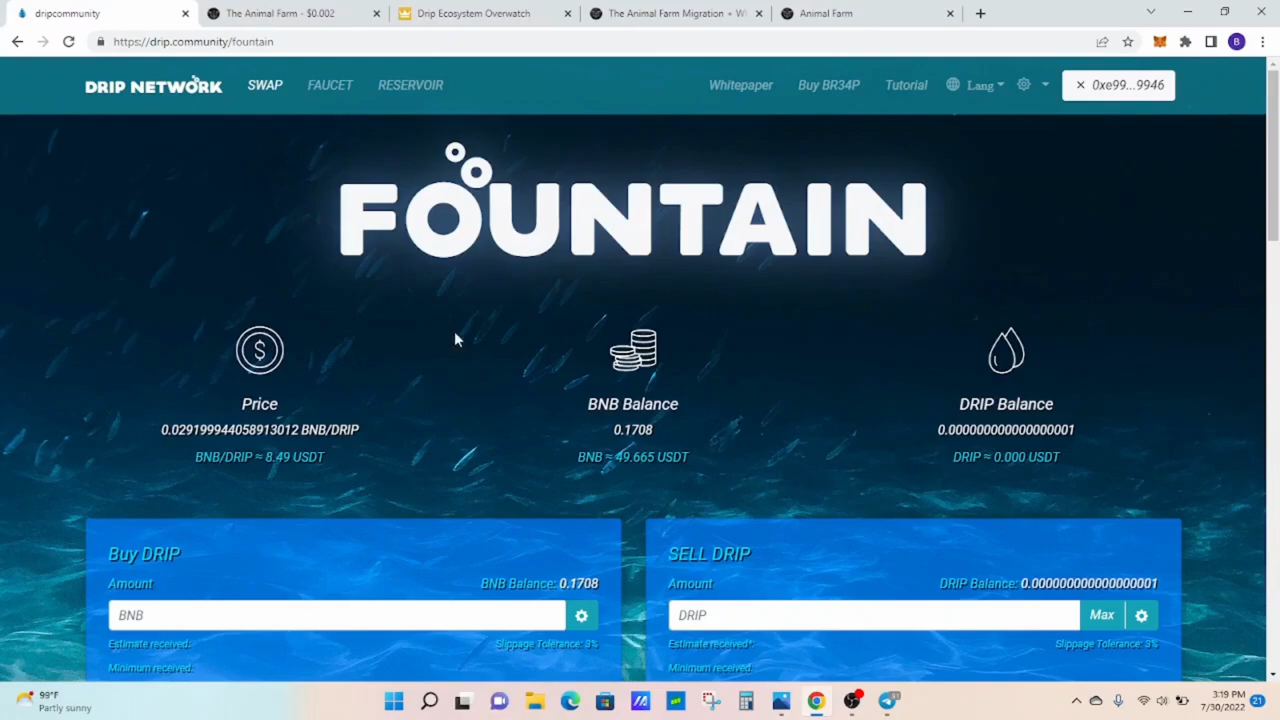 dripcommunity
The Animal Farm - $0.002
Drip Ecosystem Overwatch
The Animal Farm Migration + W
Animal Farm
https://drip.community/fountain
B
DRIP NETWORK
SWAP
FAUCET
RESERVOIR
Whitepaper
Buy BR34P
Tutorial
Lang
0xe99...9946
FOUNTAIN
Price
BNB Balance
DRIP Balance
0.029199944058913012 BNB/DRIP
0.1708
0.000000000000000001
BNB/DRIP ≈ 8.49 USDT
BNB ≈ 49.665 USDT
DRIP ≈ 0.000 USDT
Buy DRIP
Amount
BNB Balance: 0.1708
BNB
Estimate received:
Slippage Tolerance: 3%
Minimum received:
SELL DRIP
Amount
DRIP Balance: 0.000000000000000001
DRIP
Max
Estimate received*:
Slippage Tolerance: 3%
Minimum received:
99°F
Partly sunny
3:19 PM
7/30/2022
21